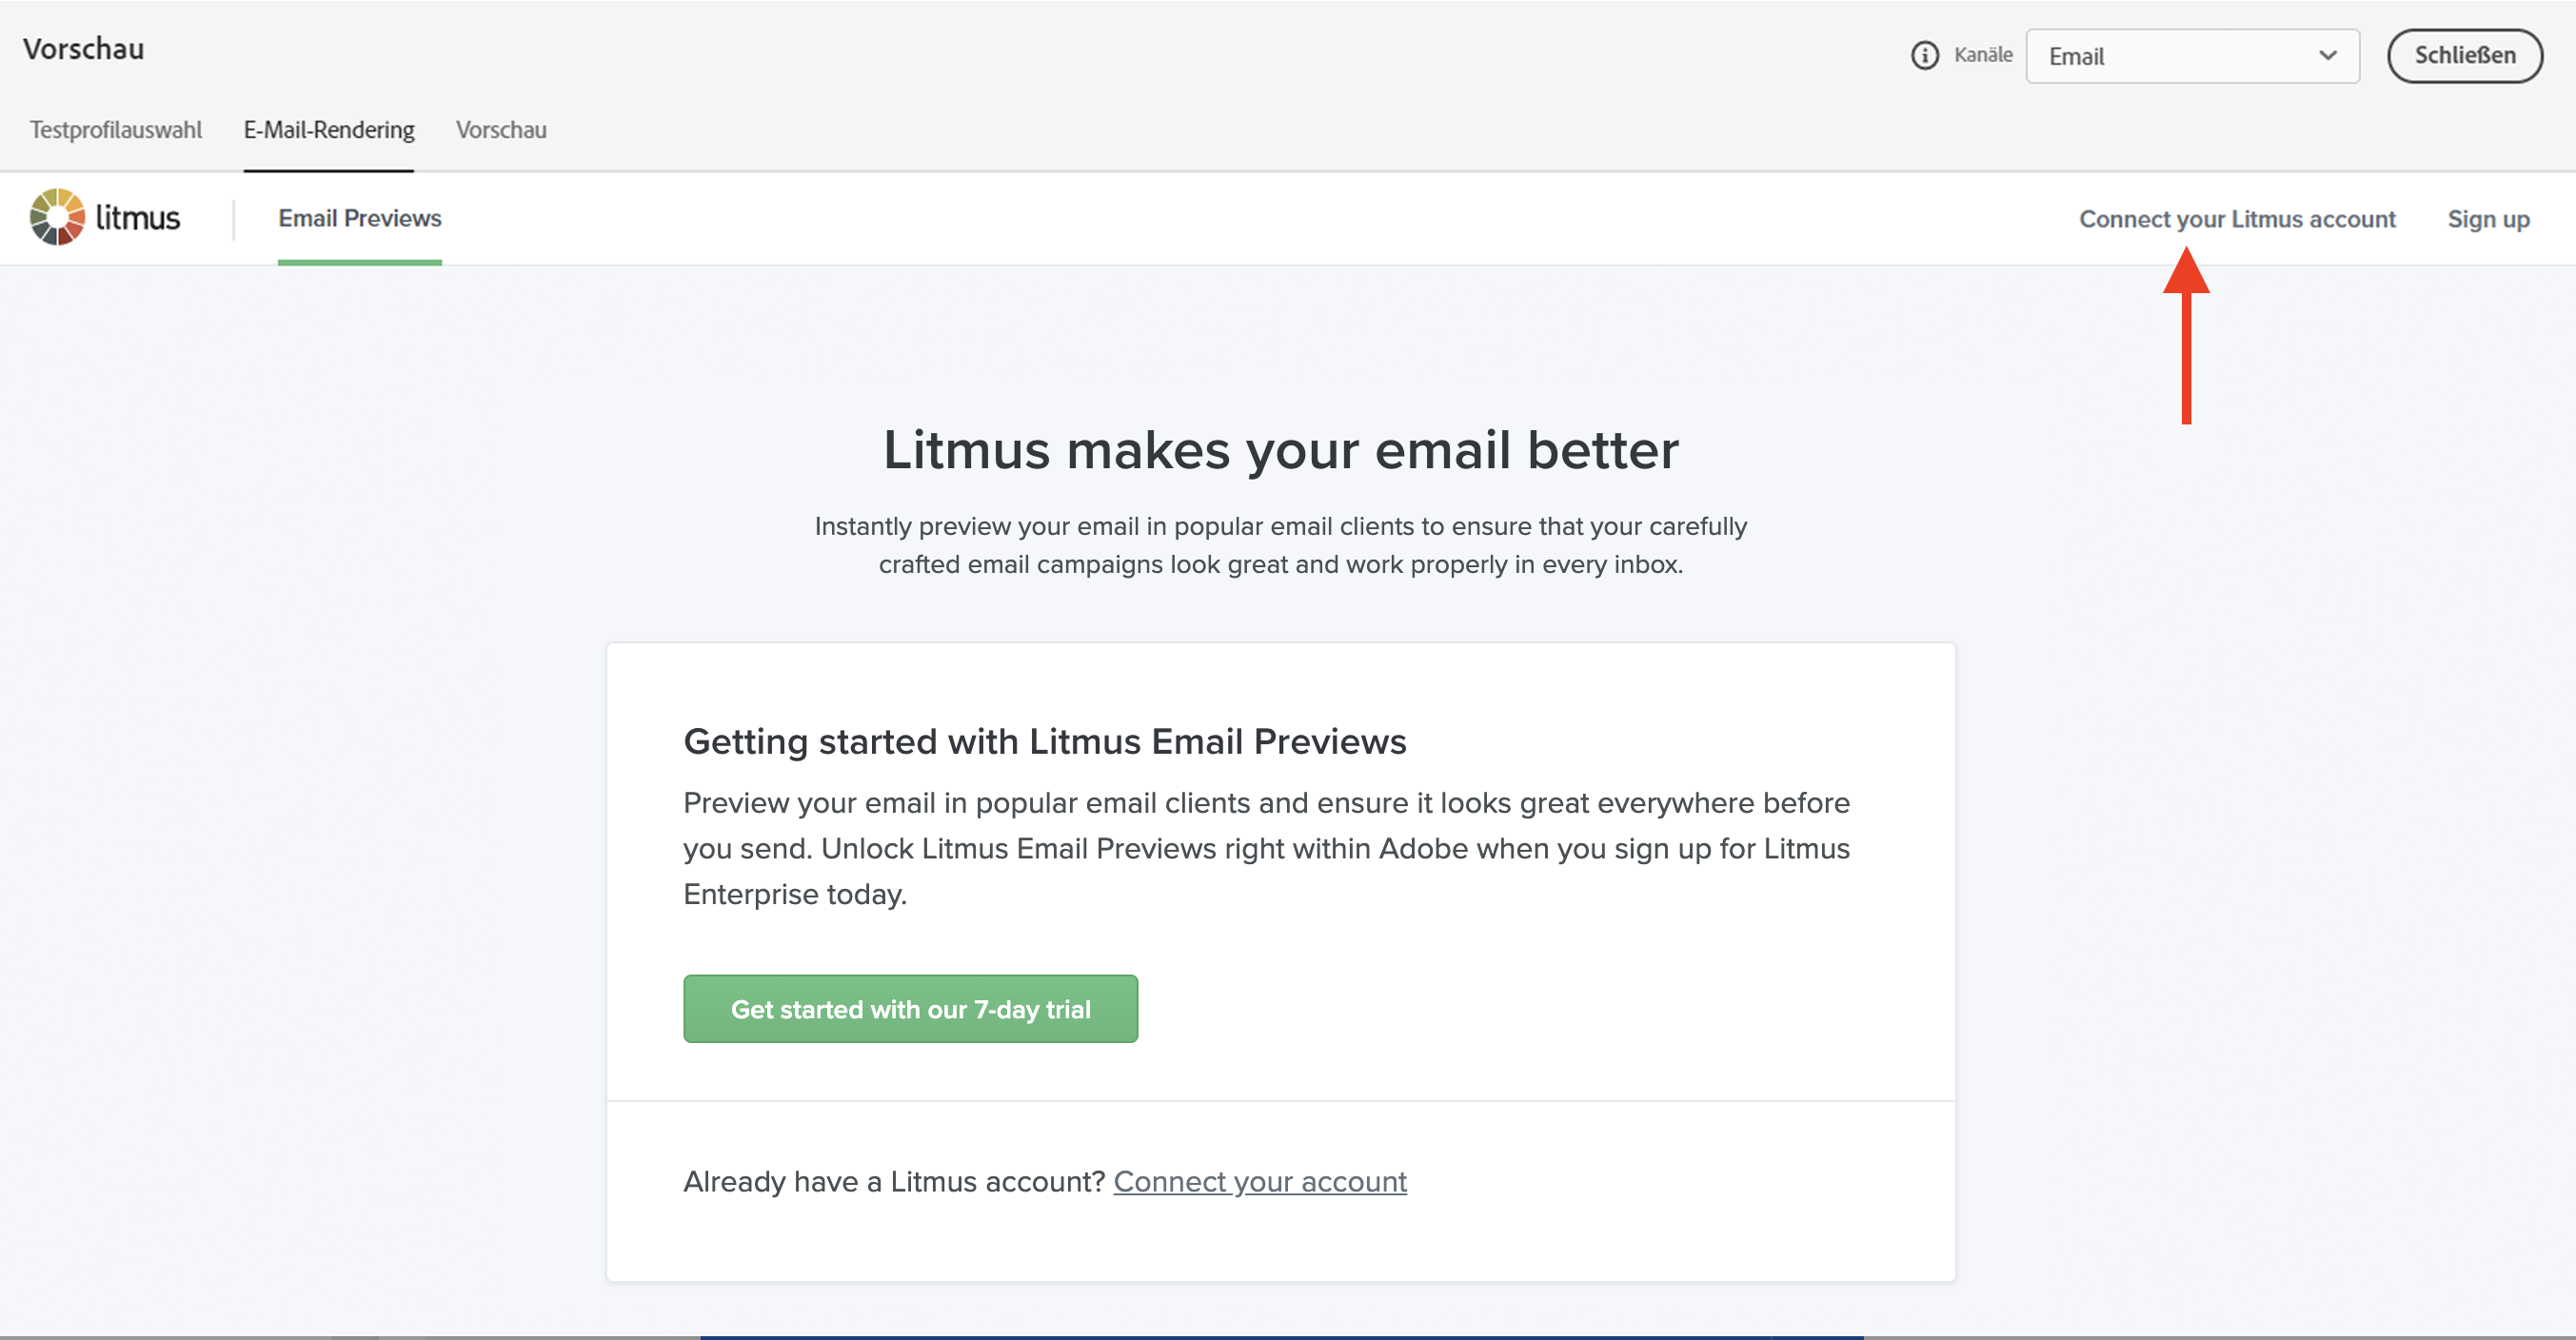 Vorschau
Kanäle
Email
Schließen
Testprofilauswahl
E-Mail-Rendering
Vorschau
litmus
Email Previews
Connect your Litmus account
Sign up
Litmus makes your email better
Instantly preview your email in popular email clients to ensure that your carefully
crafted email campaigns look great and work properly in every inbox.
Getting started with Litmus Email Previews
Preview your email in popular email clients and ensure it looks great everywhere before
you send. Unlock Litmus Email Previews right within Adobe when you sign up for Litmus
Enterprise today.
Get started with our 7-day trial
Already have a Litmus account? Connect your account